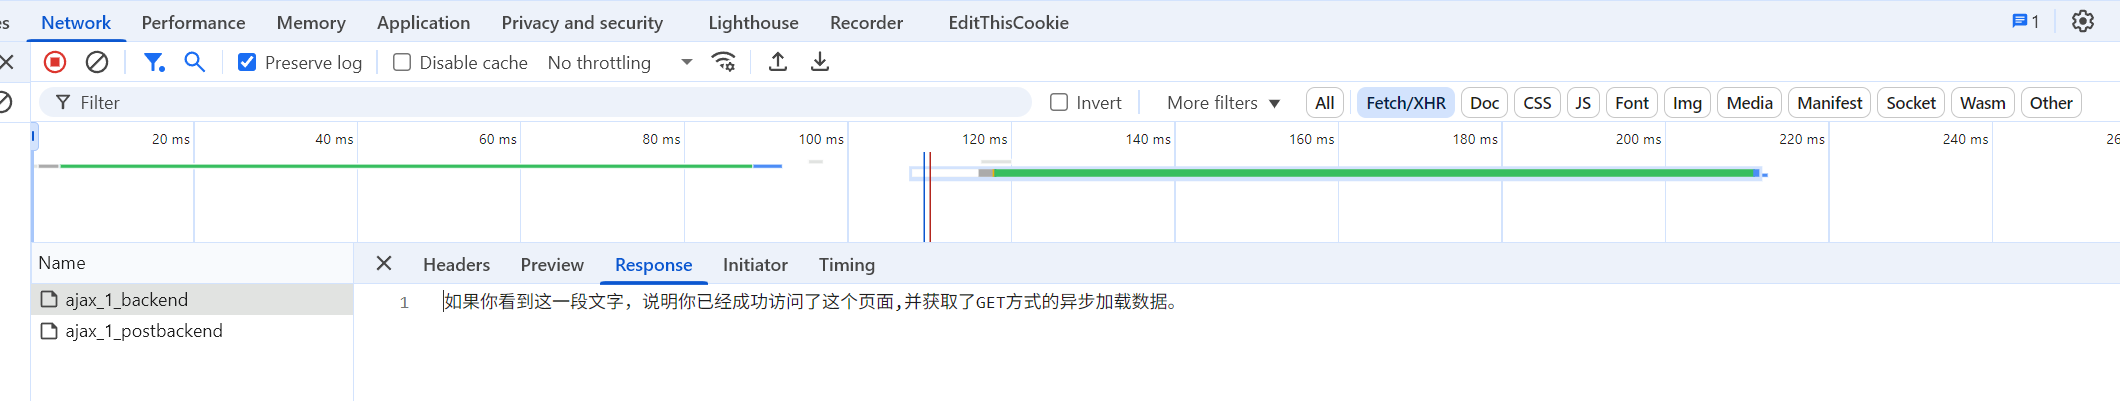 es Network Performance Memory Application Privacy and security Lighthouse Recorder EditThisCookie 1
Preserve log Disable cache No throttling
Filter Invert More filters All Fetch/XHR Doc CSS JS Font Img Media Manifest Socket Wasm Other
20 ms 40 ms 60 ms 80 ms 100 ms 120 ms 140 ms 160 ms 180 ms 200 ms 220 ms 240 ms 26
Name Headers Preview Response Initiator Timing
ajax_1_backend 1 如果你看到这一段文字，说明你已经成功访问了这个页面,并获取了GET方式的异步加载数据。
ajax_1_postbackend